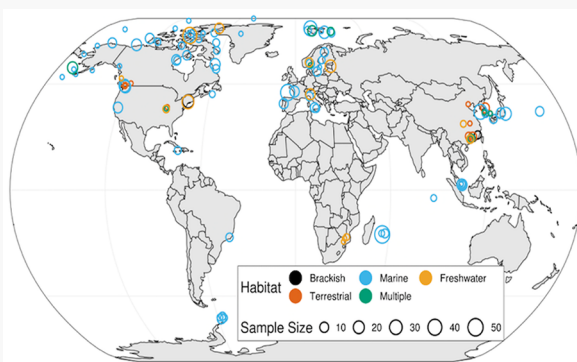 Habitat Brackish Marine Freshwater
Terrestrial Multiple
Sample Size 10 20 30 40 50